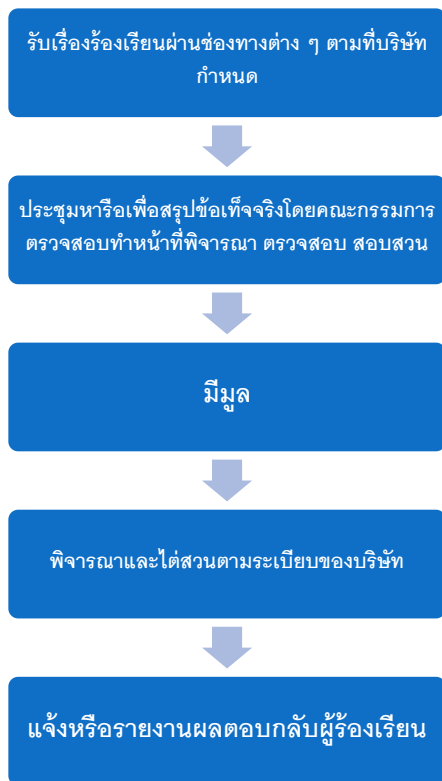 รับเรื่องร้องเรียนผ่านช่องทางต่าง ๆ ตามที่บริษัท
กำหนด
ประชุมหารือเพื่อสรุปข้อเท็จจริงโดยคณะกรรมการ
ตรวจสอบทำหน้าที่พิจารณา ตรวจสอบ สอบสวน
มีมูล
พิจารณาและไต่สวนตามระเบียบของบริษัท
แจ้งหรือรายงานผลตอบกลับผู้ร้องเรียน